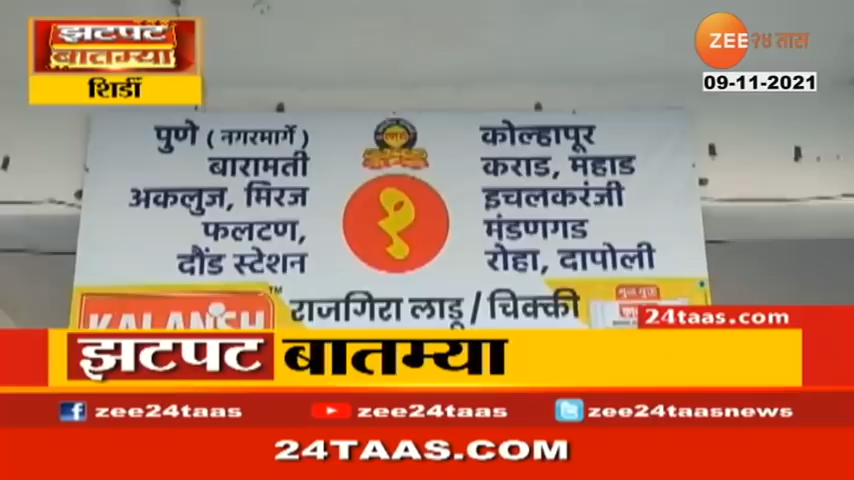 झटपट
बातम्या
शिर्डी
ZEE २४ तास
09-11-2021
पुणे ( नगरमार्गे )
बारामती
अकलुज, मिरज
फलटण,
दौंड स्टेशन
१
कोल्हापूर
कराड, महाड
इचलकरंजी
मंडणगड
रोहा, दापोली
KALANSH TM
राजगिरा लाडू / चिक्की
24taas.com
झटपट बातम्या
zee24taas
zee24taas
zee24taasnews
24TAAS.COM